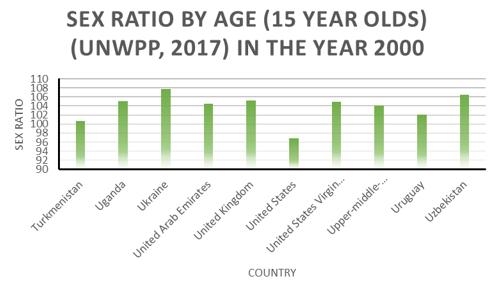 SEX RATIO BY AGE (15 YEAR OLDS)
(UNWPP, 2017) IN THE YEAR 2000
SEX RATIO
110
108
106
104
102
100
98
96
94
92
90
Turkmenistan
Uganda
Ukraine
United Arab Emirates
United Kingdom
United States
United States Virgin...
Upper-middle-...
Uruguay
Uzbekistan
COUNTRY